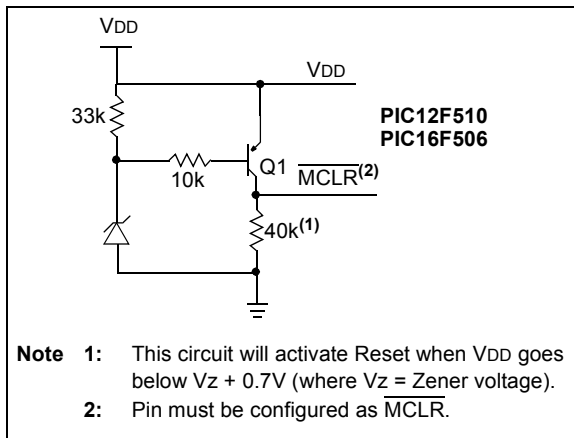 VDD
VDD
33k
PIC12F510
PIC16F506
Q1
MCLR(2)
10k
40k(1)
Note 1: This circuit will activate Reset when VDD goes
below Vz + 0.7V (where Vz = Zener voltage).
2: Pin must be configured as MCLR.